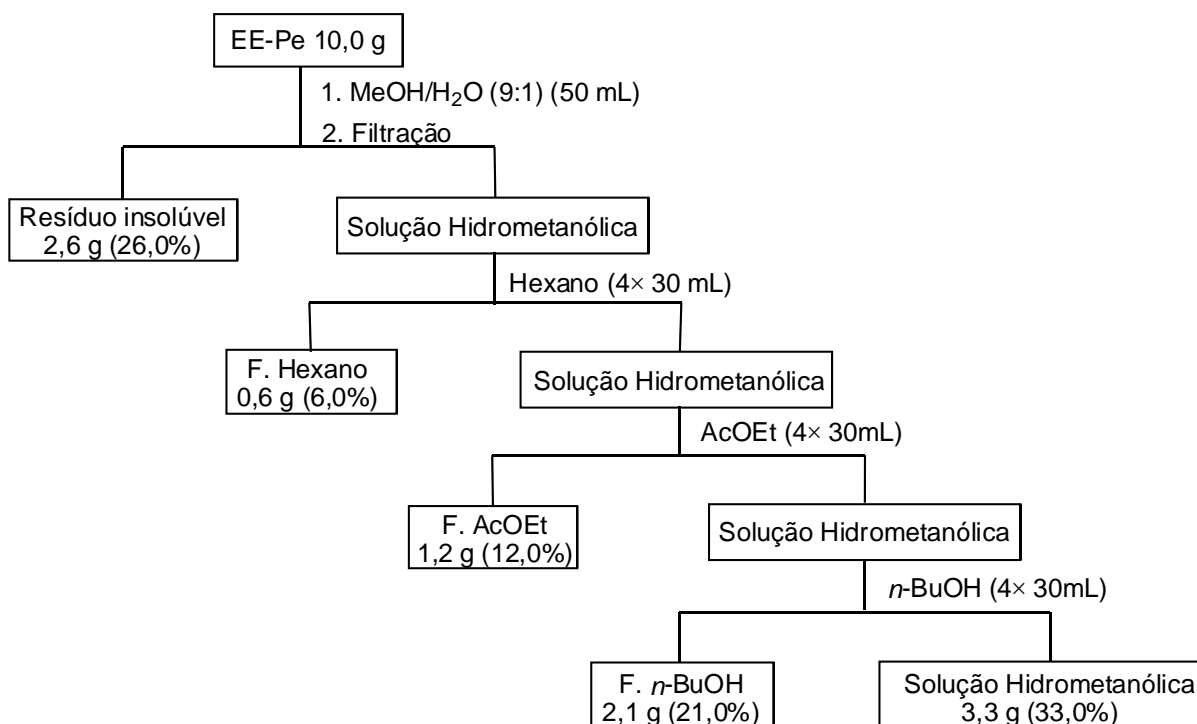 EE-Pe 10,0 g
1. MeOH/H₂O (9:1) (50 mL)
2. Filtração
Resíduo insolúvel
2,6 g (26,0%)
Solução Hidrometanólica
Hexano (4× 30 mL)
F. Hexano
0,6 g (6,0%)
Solução Hidrometanólica
AcOEt (4× 30mL)
F. AcOEt
1,2 g (12,0%)
Solução Hidrometanólica
n-BuOH (4× 30mL)
F. n-BuOH
2,1 g (21,0%)
Solução Hidrometanólica
3,3 g (33,0%)